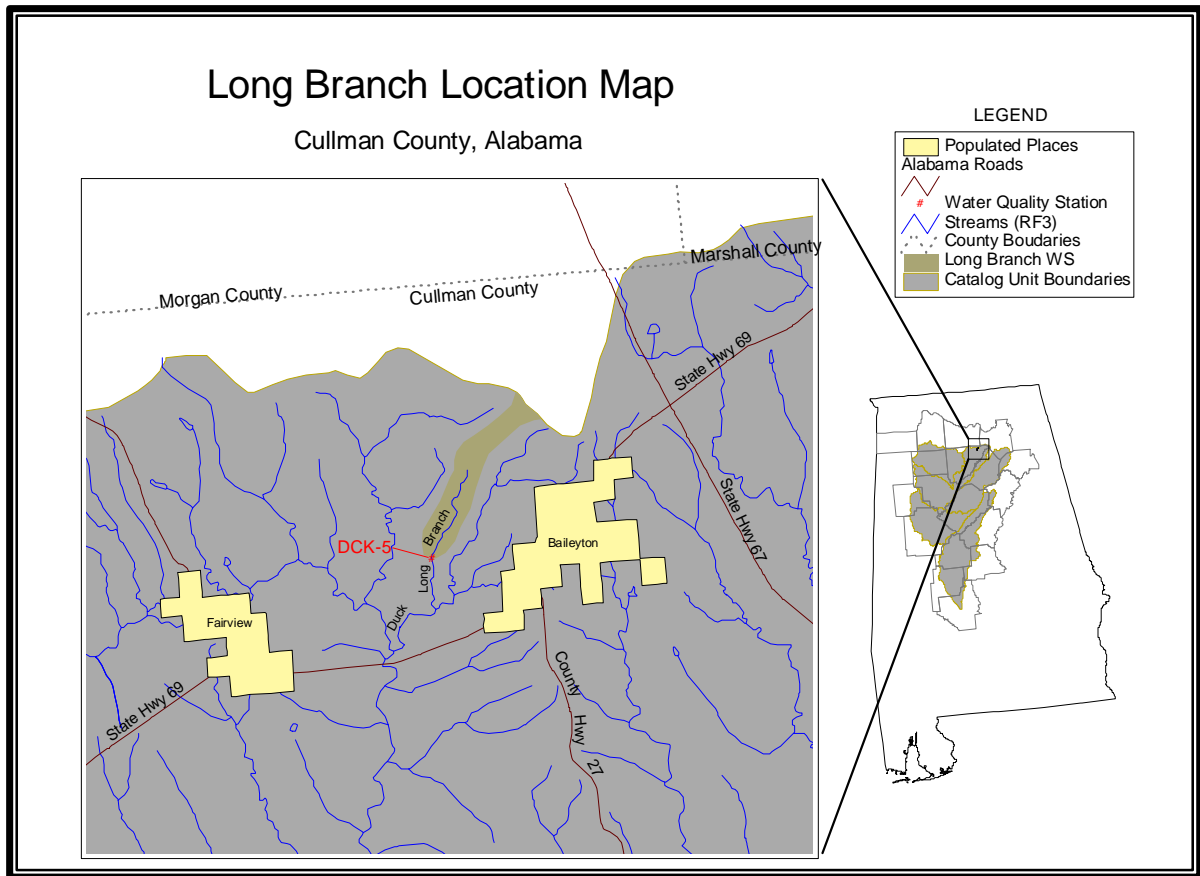 Long Branch Location Map
Cullman County, Alabama
LEGEND
Populated Places
Alabama Roads
# Water Quality Station
Streams (RF3)
County Boudaries
Long Branch WS
Catalog Unit Boundaries
Marshall County
Morgan County
Cullman County
State Hwy 69
State Hwy 67
Branch
Long
DCK-5
Baileyton
Duck
Fairview
State Hwy 69
County Hwy 27